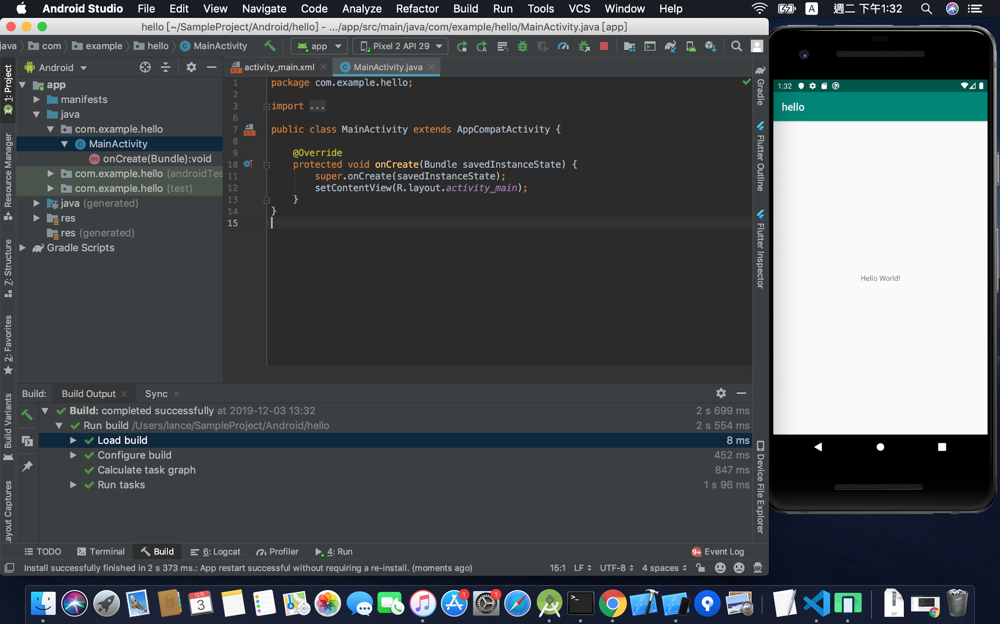 Android Studio File Edit View Navigate Code Analyze Refactor Build Run Tools VCS Window Help A 週二 下午1:32
hello [~/SampleProject/Android/hello] - .../app/src/main/java/com/example/hello/MainActivity.java [app]
java com example hello MainActivity app Pixel 2 API 29
Android
activity_main.xml MainActivity.java
1: Project
Resource Manager
Z: Structure
2: Favorites
Build Variants
Layout Captures
app
manifests
java
com.example.hello
MainActivity
onCreate(Bundle):void
com.example.hello (androidTes
com.example.hello (test)
java (generated)
res
res (generated)
Gradle Scripts
1 package com.example.hello;
2
3 import ...
6
7 public class MainActivity extends AppCompatActivity {
8
9 @Override
10 protected void onCreate(Bundle savedInstanceState) {
11 super.onCreate(savedInstanceState);
12 setContentView(R.layout.activity_main);
13 }
14 }
15
Gradle
Flutter Outline
Flutter Inspector
Device File Explorer
1:32
hello
Hello World!
Build: Build Output Sync
Build: completed successfully at 2019-12-03 13:32 2 s 699 ms
Run build /Users/lance/SampleProject/Android/hello 2 s 554 ms
Load build 8 ms
Configure build 452 ms
Calculate task graph 847 ms
Run tasks 1 s 96 ms
TODO Terminal Build 6: Logcat Profiler 4: Run 9+ Event Log
Install successfully finished in 2 s 373 ms.: App restart successful without requiring a re-install. (moments ago) 15:1 LF UTF-8 4 spaces
12月
3
3D
1
1
>_
ZIP